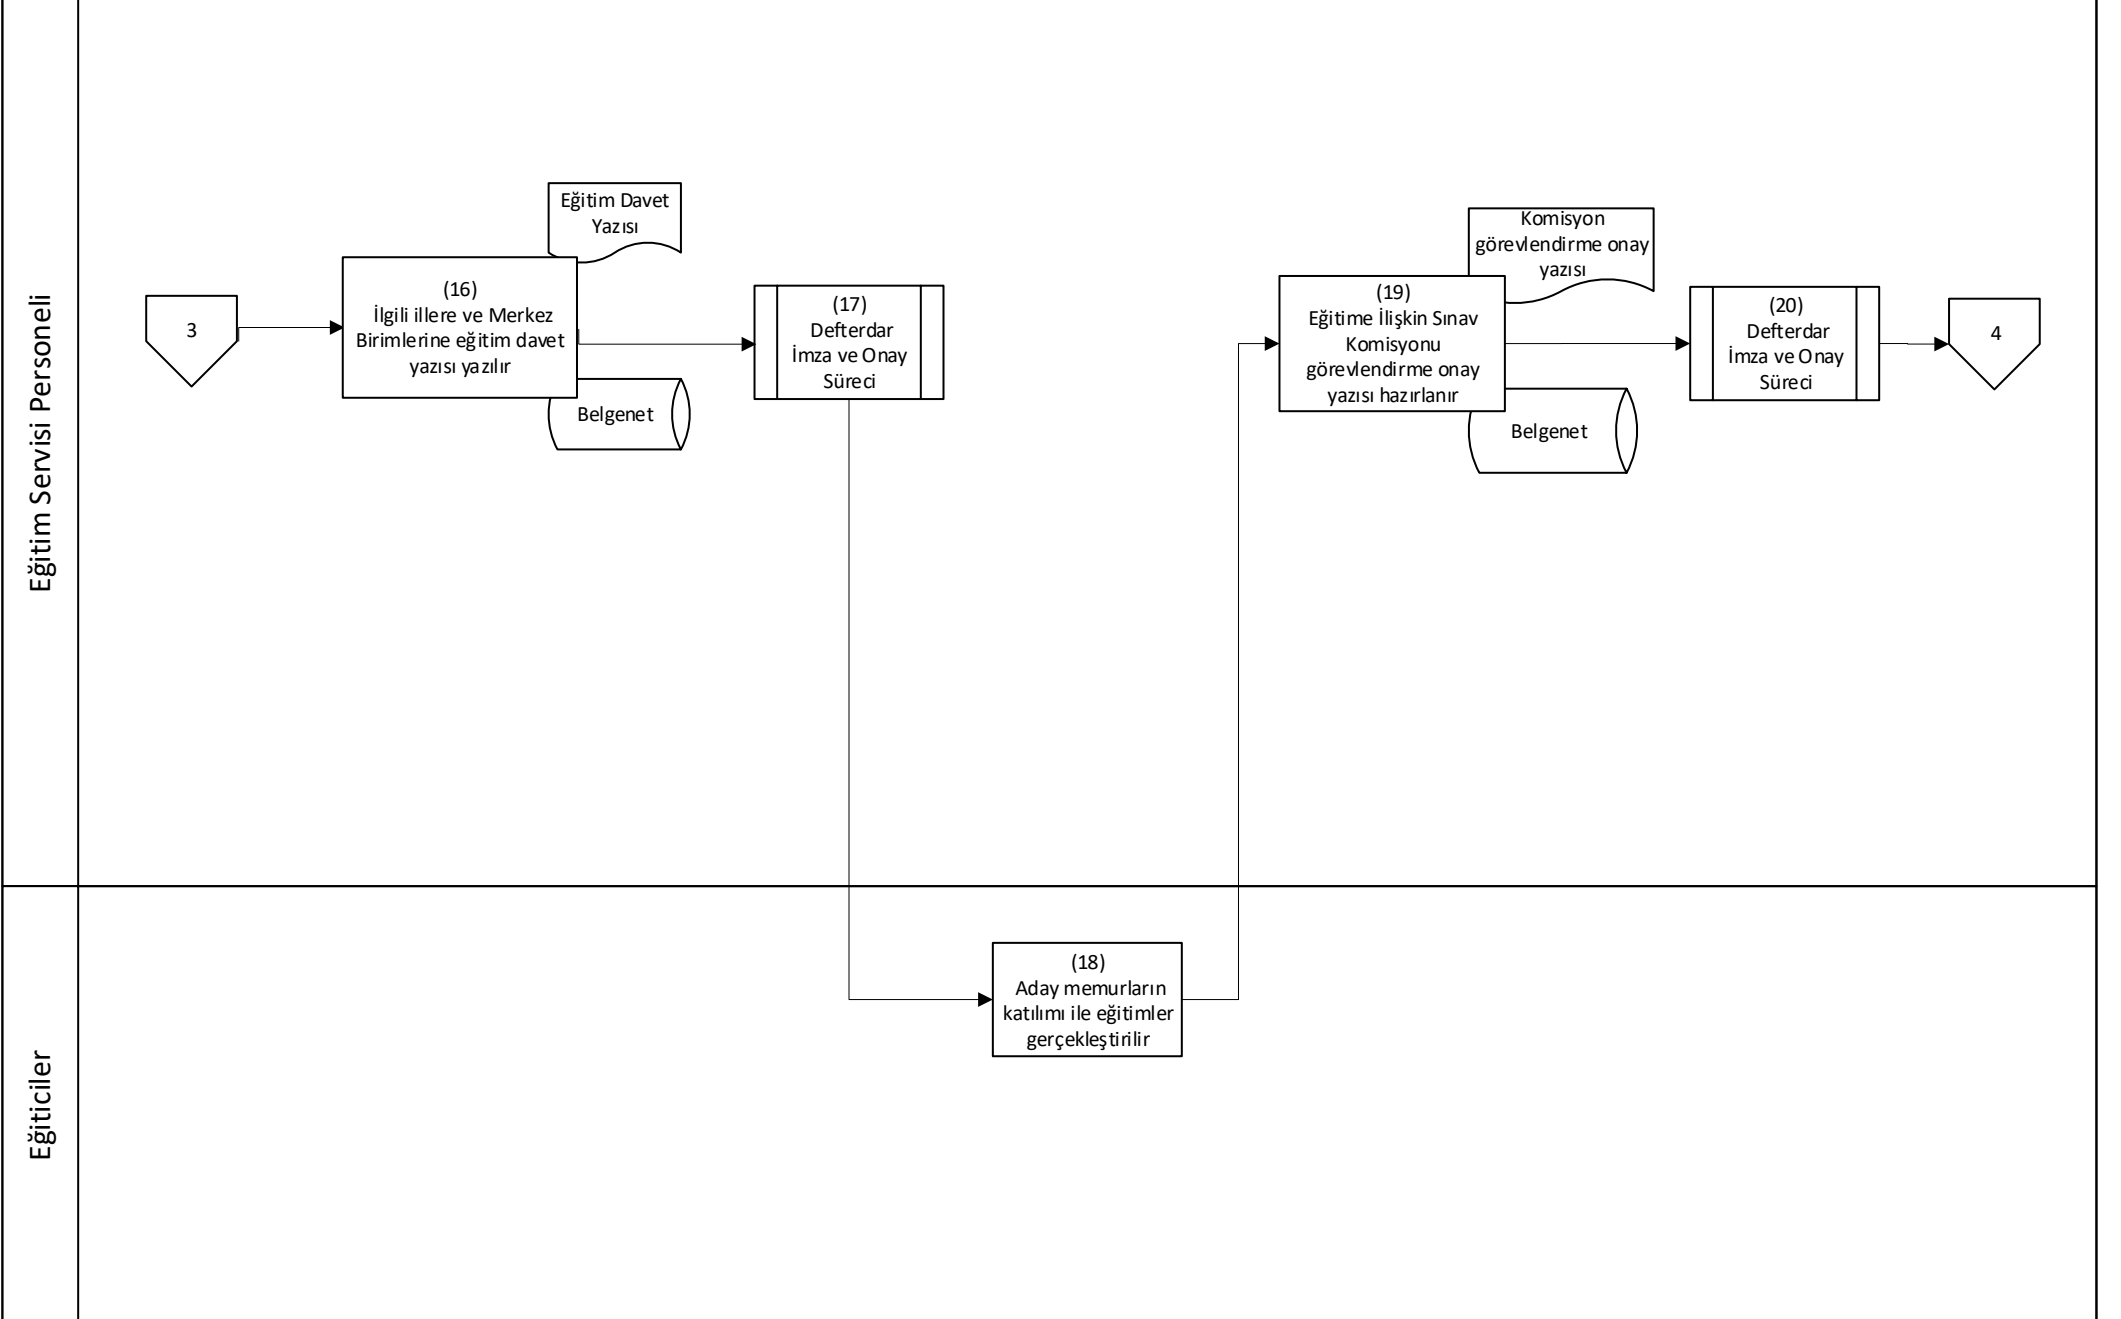 Eğitim Servisi Personeli
3
Eğitim Davet
Yazısı
(16)
İlgili illere ve Merkez
Birimlerine eğitim davet
yazısı yazılır
Belgenet
(17)
Defterdar
İmza ve Onay
Süreci
Komisyon
görevlendirme onay
yazısı
(19)
Eğitime İlişkin Sınav
Komisyonu
görevlendirme onay
yazısı hazırlanır
Belgenet
(20)
Defterdar
İmza ve Onay
Süreci
4
Eğiticiler
(18)
Aday memurların
katılımı ile eğitimler
gerçekleştirilir